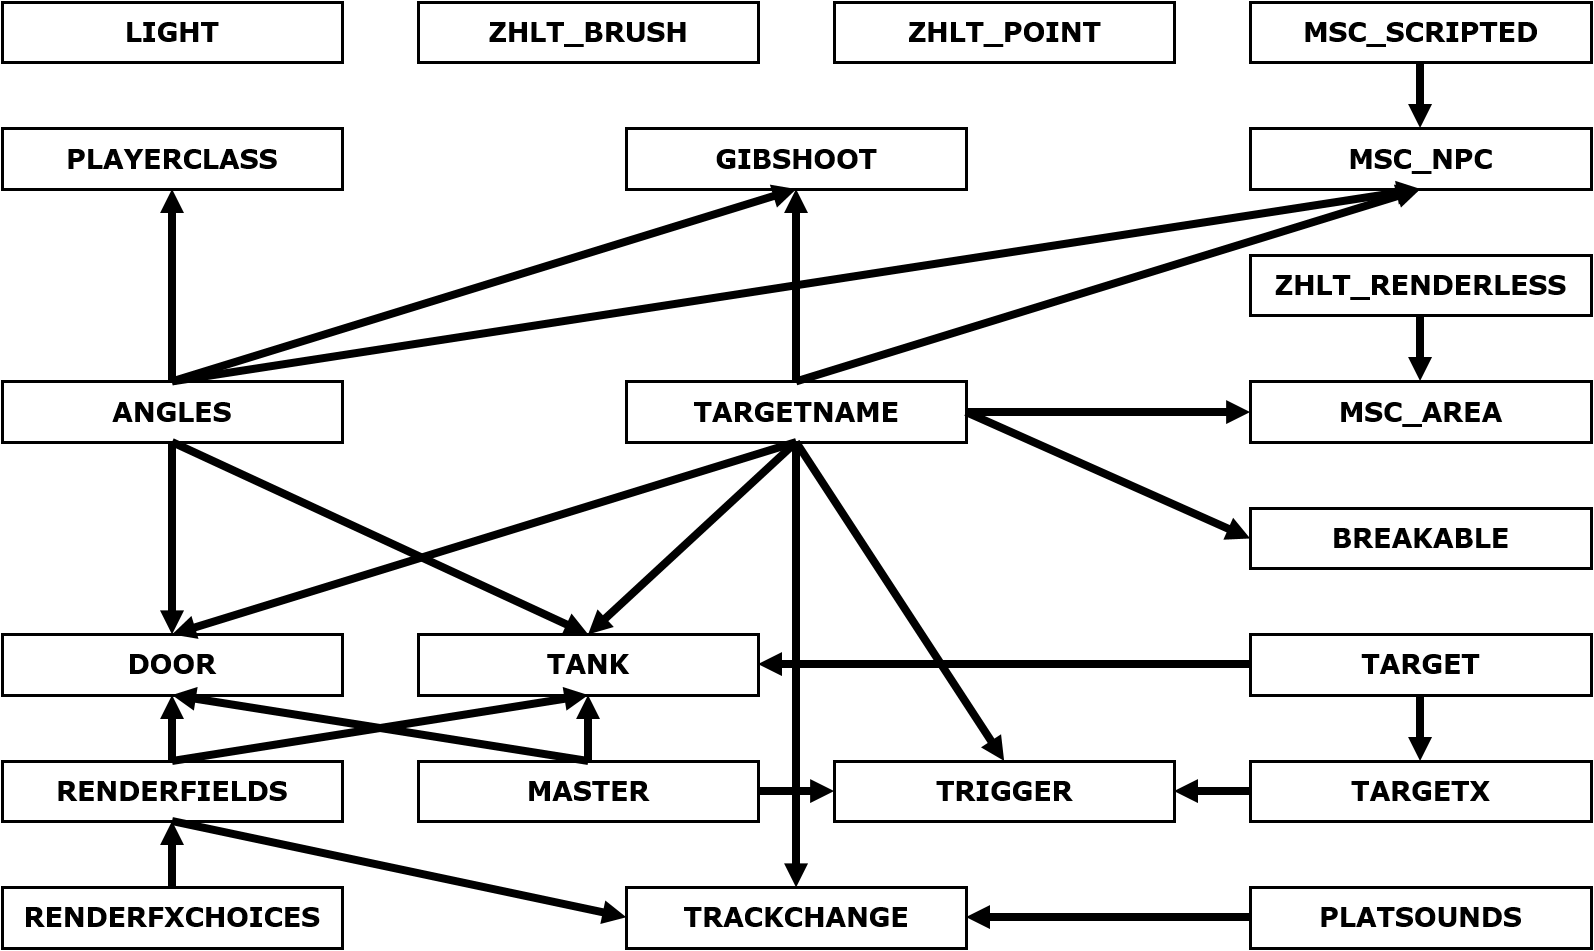 LIGHT
ZHLT_BRUSH
ZHLT_POINT
MSC_SCRIPTED
PLAYERCLASS
GIBSHOOT
MSC_NPC
ZHLT_RENDERLESS
ANGLES
TARGETNAME
MSC_AREA
BREAKABLE
DOOR
TANK
TARGET
RENDERFIELDS
MASTER
TRIGGER
TARGETX
RENDERFXCHOICES
TRACKCHANGE
PLATSOUNDS